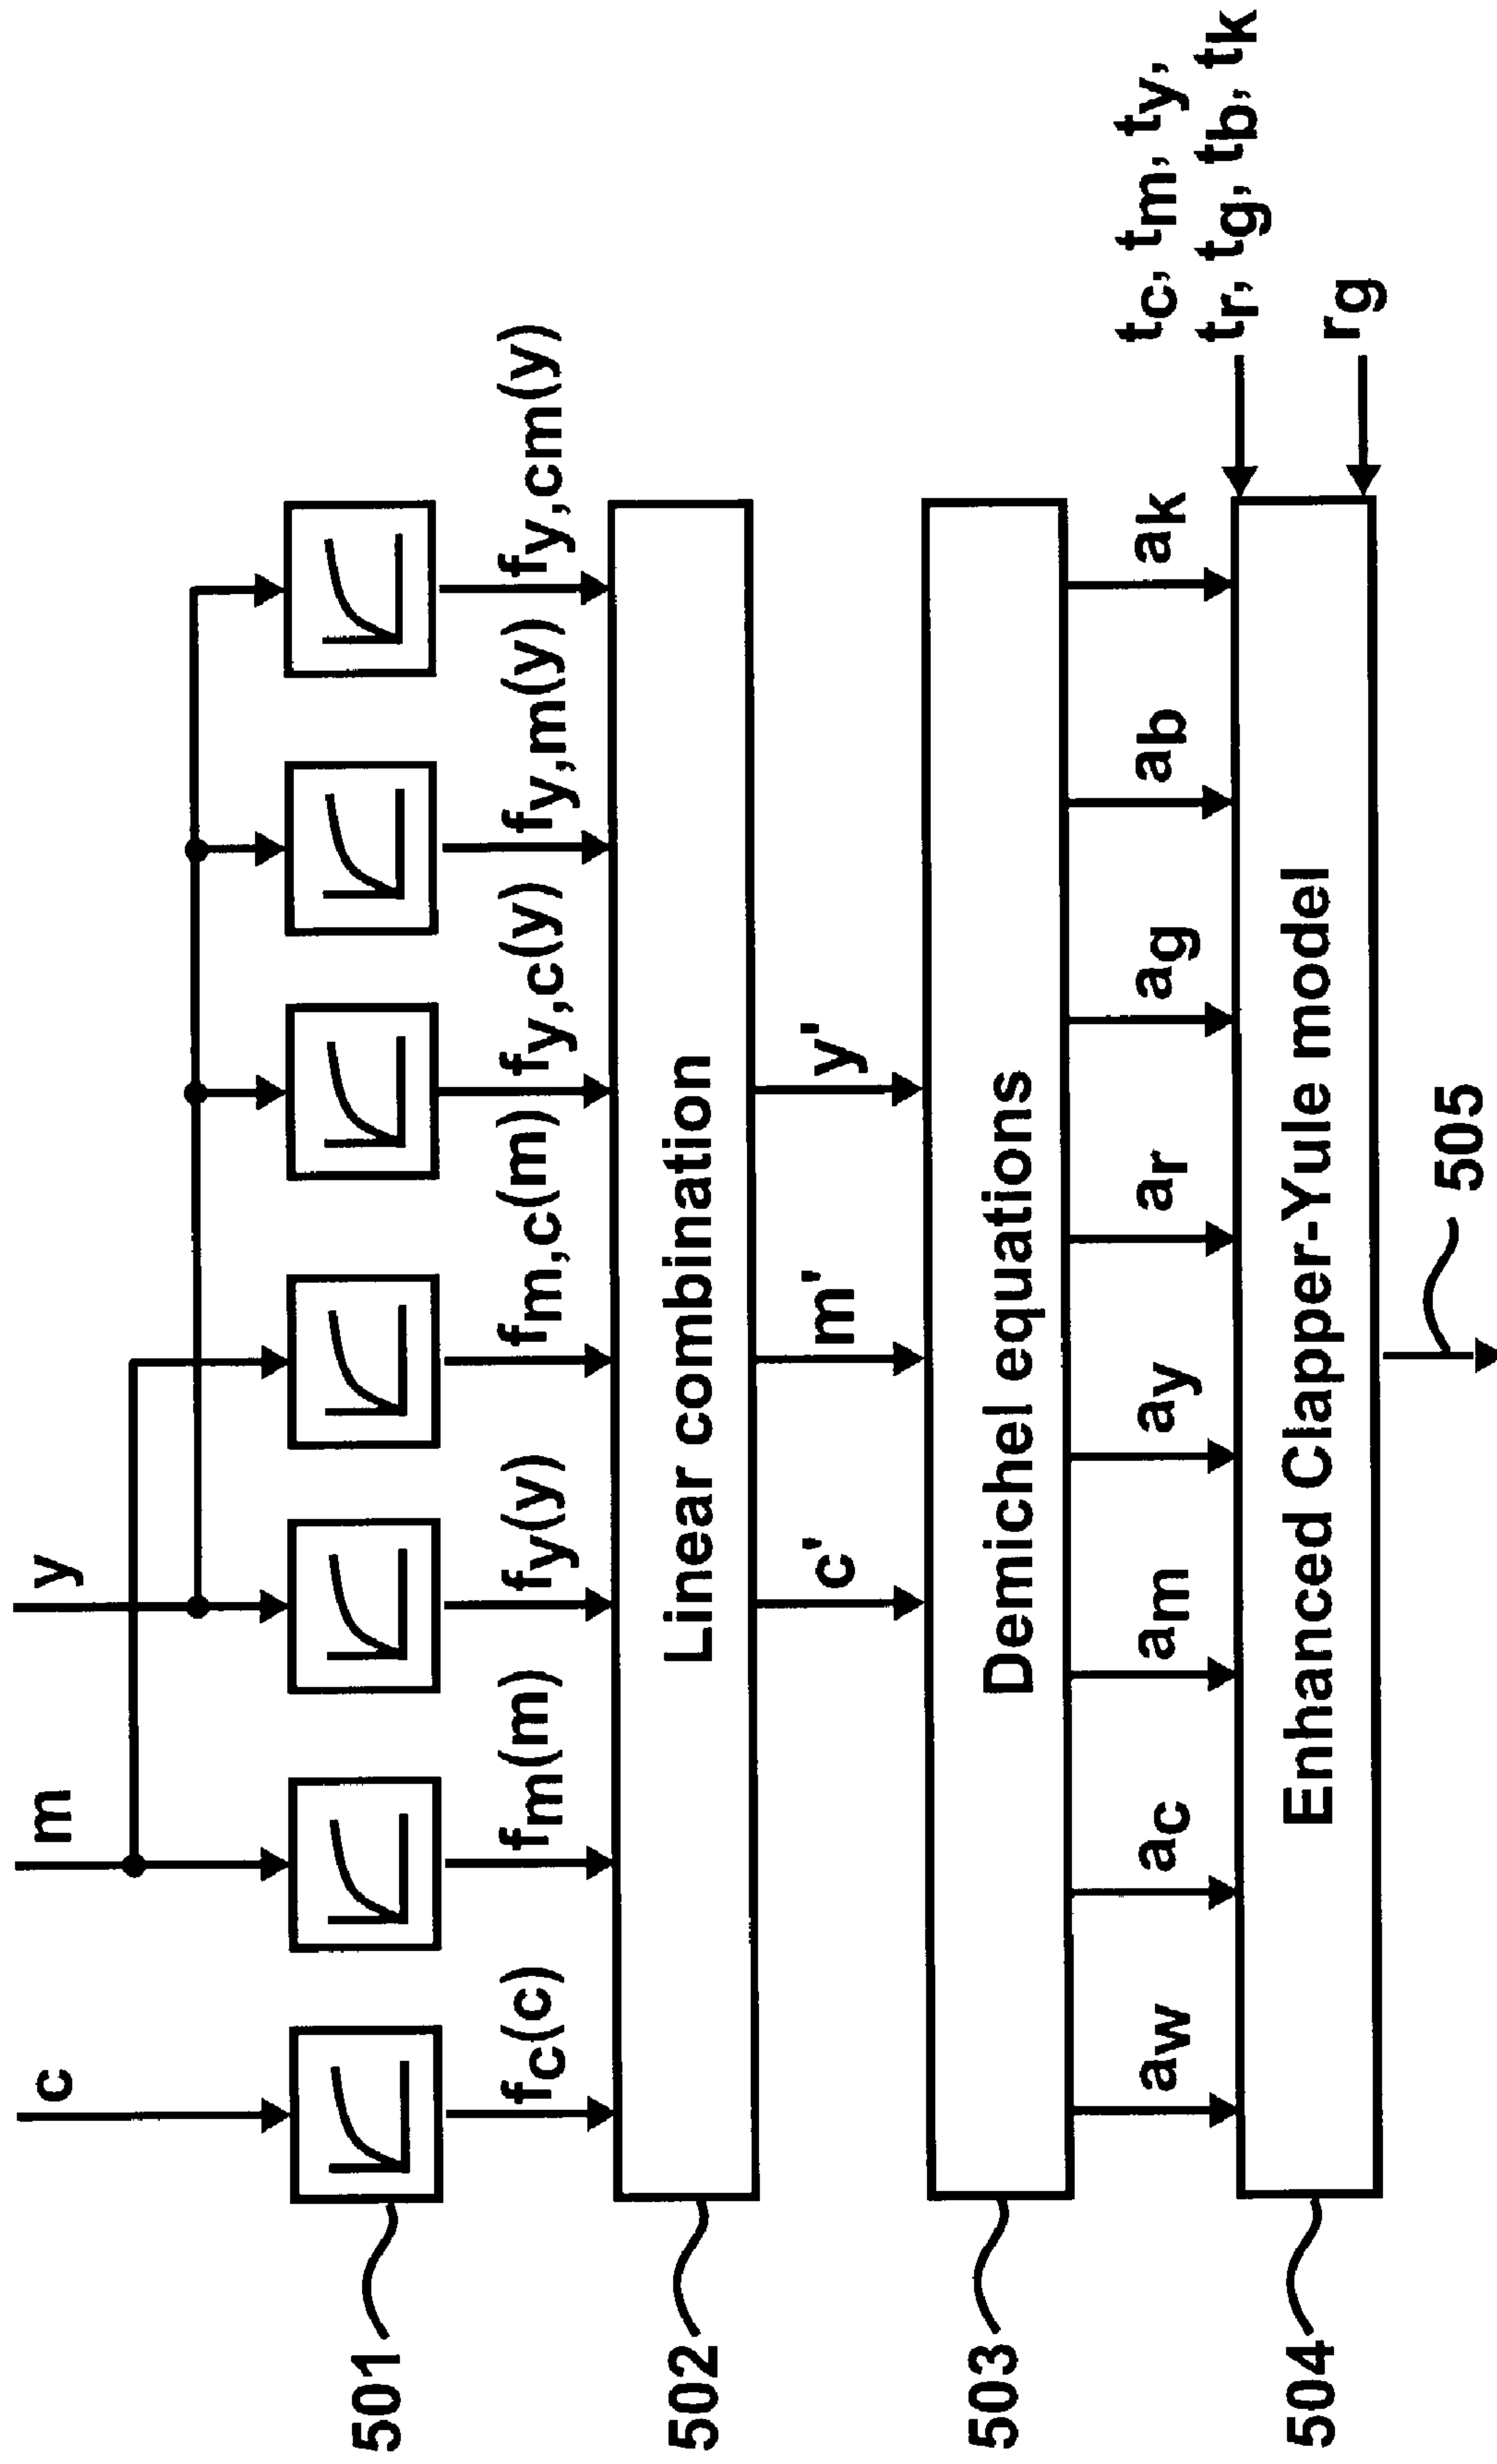 c m y
501
fc(c) fm(m) fy(y) fm,c(m) fy,c(y) fy,m(y) fy,cm(y)
502 Linear combination
c' m' y'
503 Demichel equations
aw ac am ay ar ag ab ak
tc, tm, ty,
tr, tg, tb, tk
504 Enhanced Clapper-Yule model
rg
505